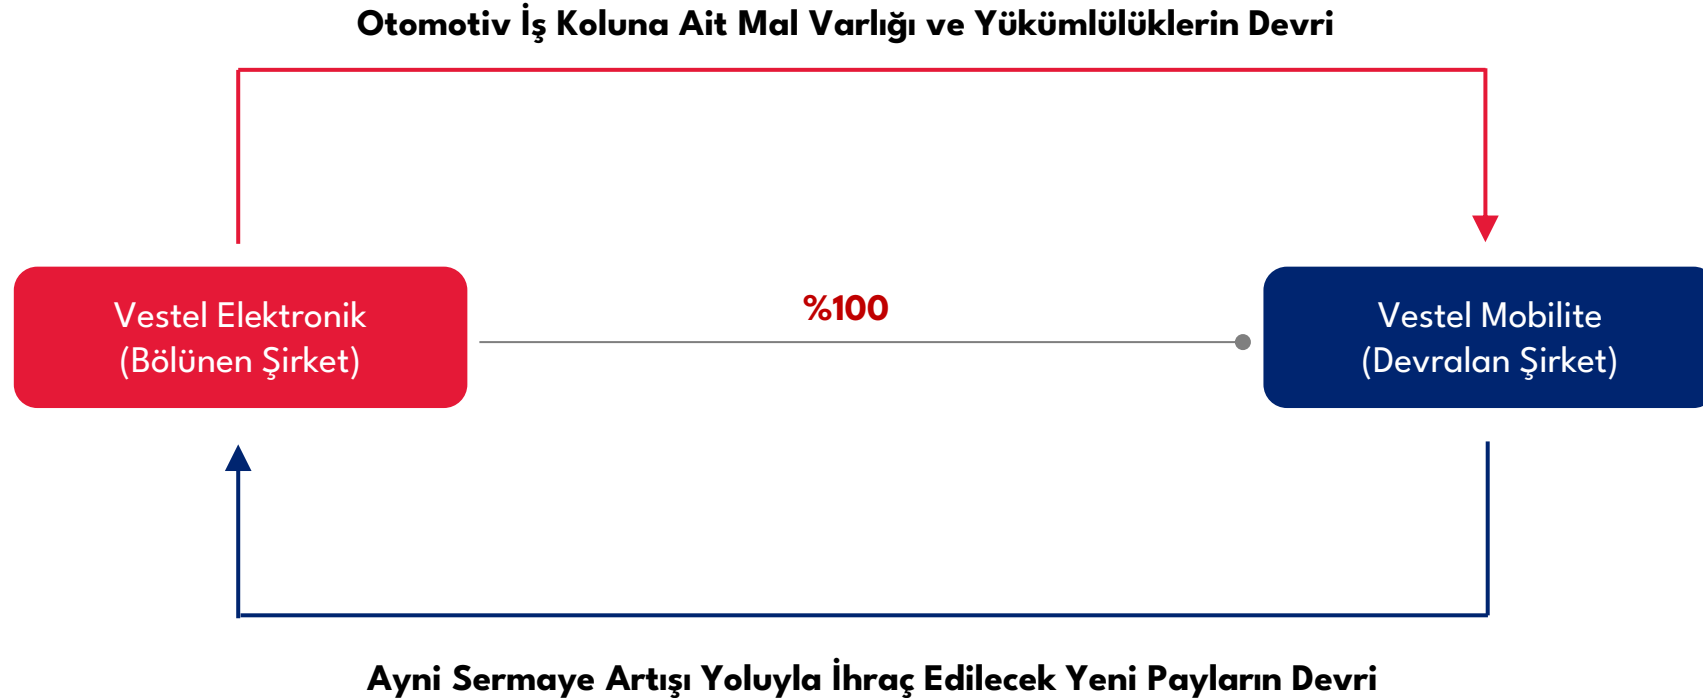 Otomotiv İş Koluna Ait Mal Varlığı ve Yükümlülüklerin Devri
Vestel Elektronik
(Bölünen Şirket)
%100
Vestel Mobilite
(Devralan Şirket)
Ayni Sermaye Artışı Yoluyla İhraç Edilecek Yeni Payların Devri